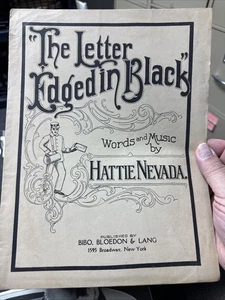 "The Letter
Edged in Black"
Words and Music
by
HATTIE NEVADA.
PUBLISHED BY
BIBO, BLOEDON & LANG
1595 Broadway, New York